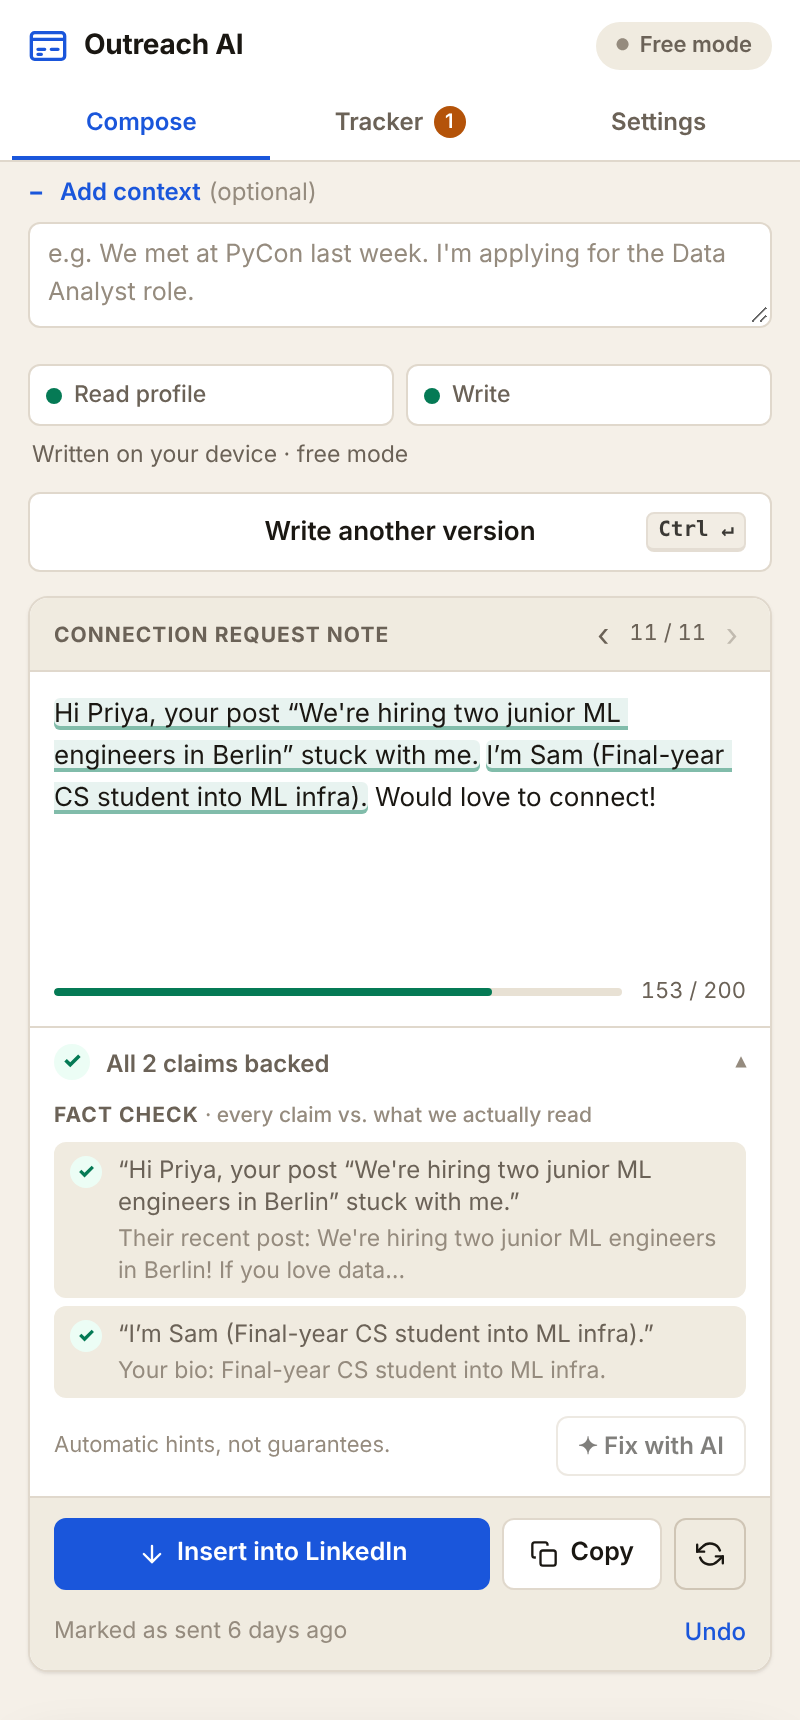 Outreach AI
Free mode
Compose
Tracker 1
Settings
– Add context (optional)
e.g. We met at PyCon last week. I'm applying for the Data
Analyst role.
Read profile
Write
Written on your device · free mode
Write another version
Ctrl ↵
CONNECTION REQUEST NOTE
‹ 11 / 11 ›
Hi Priya, your post “We're hiring two junior ML
engineers in Berlin” stuck with me. I’m Sam (Final-year
CS student into ML infra). Would love to connect!
153 / 200
All 2 claims backed
FACT CHECK · every claim vs. what we actually read
“Hi Priya, your post “We're hiring two junior ML
engineers in Berlin” stuck with me.”
Their recent post: We're hiring two junior ML engineers
in Berlin! If you love data…
“I’m Sam (Final-year CS student into ML infra).”
Your bio: Final-year CS student into ML infra.
Automatic hints, not guarantees.
✦ Fix with AI
↓ Insert into LinkedIn
Copy
Marked as sent 6 days ago
Undo